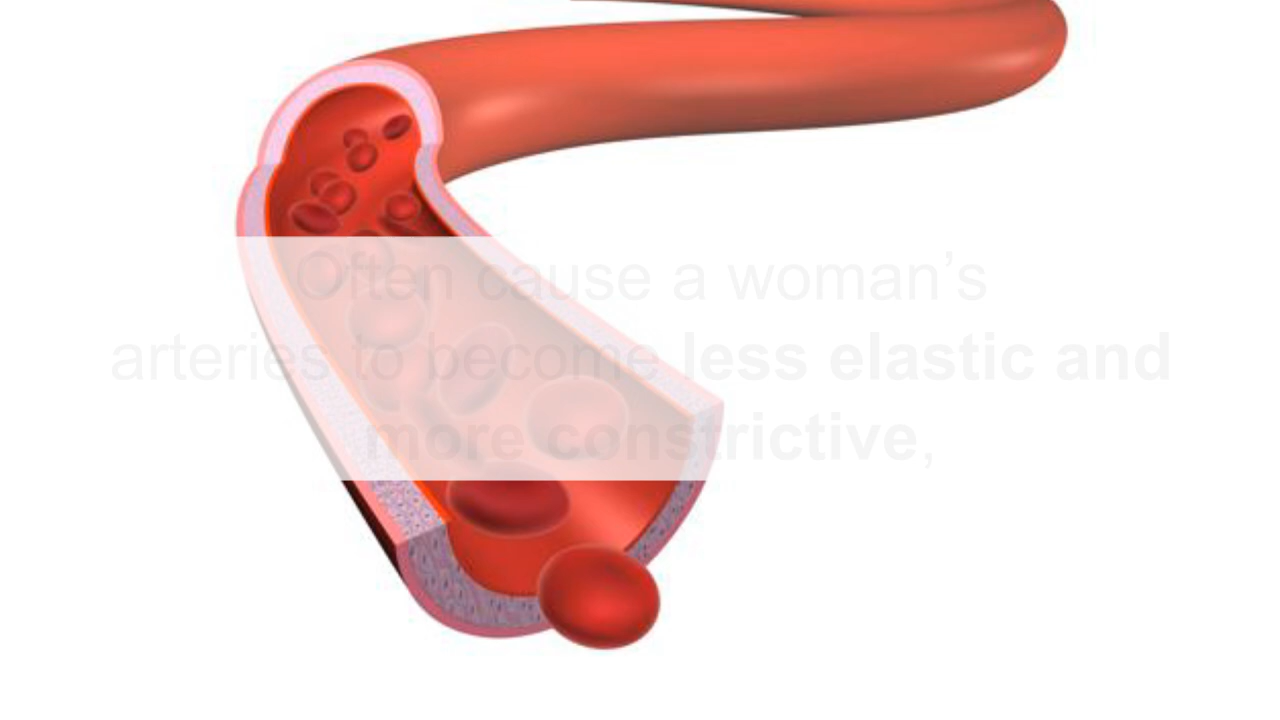 Often cause a woman’s
arteries to become less elastic and
more constrictive,